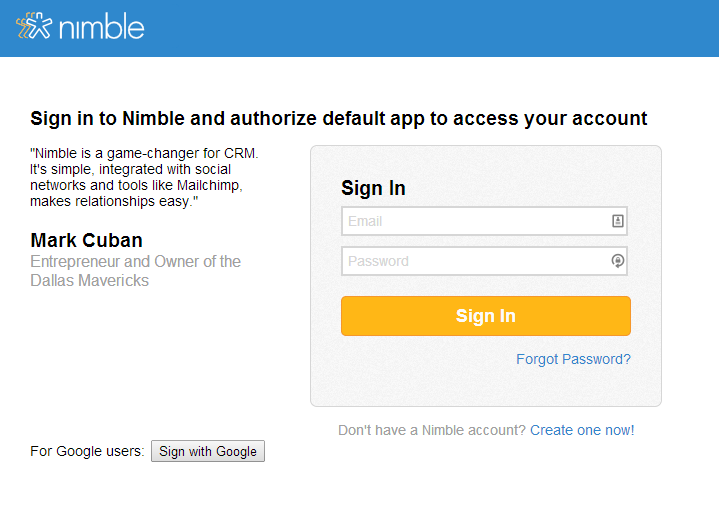 nimble
Sign in to Nimble and authorize default app to access your account
"Nimble is a game-changer for CRM.
It's simple, integrated with social
networks and tools like Mailchimp,
makes relationships easy."
Mark Cuban
Entrepreneur and Owner of the
Dallas Mavericks
Sign In
Email
Password
Sign In
Forgot Password?
Don't have a Nimble account? Create one now!
For Google users: Sign with Google